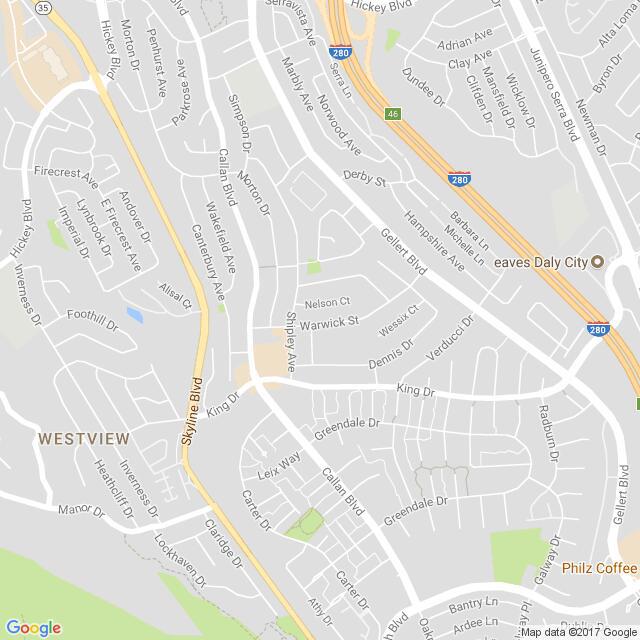 35
Hickey Blvd
Morton Dr
Penhurst Ave
Parkrose Ave
Skyline Blvd
Serravista Ave
Hickey Blvd
280
Serra Ln
Adrian Ave
Clay Ave
Dundee Dr
Clifden Dr
Mansfield Dr
Wicklow Dr
Junipero Serra Blvd
Alta Loma
Byron Dr
Newman Dr
46
Marby Ave
Norwood Ave
Simpson Dr
Callan Blvd
Norton Dr
Derby St
280
Firecrest Ave
Andover Dr
E Firecrest Ave
Lynbrook Dr
Imperial Dr
Hickey Blvd
Wakefield Ave
Canterbury Ave
Gellert Blvd
Hampshire Ave
Barbara Ln
Michelle Ln
eaves Daly City
Inverness Dr
Alisal Ct
Foothill Dr
Nelson Ct
Warwick St
Shipley Ave
Wessix Ct
Verducci Dr
280
Dennis Dr
Skyline Blvd
King Dr
King Dr
Radburn Dr
WESTVIEW
Greendale Dr
Leix Way
Callan Blvd
Inverness Dr
Heathcliff Dr
Manor Dr
Claridge Dr
Lockhaven Dr
Carter Dr
Greendale Dr
Gellert Blvd
Galway Dr
Philz Coffee
Carter Dr
Athy Dr
h Blvd
Bantry Ln
Ardee Ln
y Pl
Google
Map data ©2017 Google